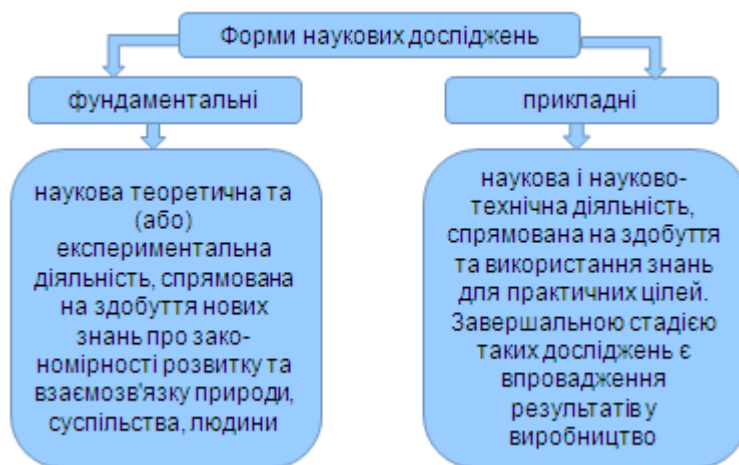 Форми наукових досліджень
фундаментальні
прикладні
наукова теоретична та
(або)
експериментальна
діяльність, спрямована
на здобуття нових
знань про зако-
номірності розвитку та
взаємозв'язку природи,
суспільства, людини
наукова і науково-
технічна діяльність,
спрямована на здобуття
та використання знань
для практичних цілей.
Завершальною стадією
таких досліджень є
впровадження
результатів у
виробництво